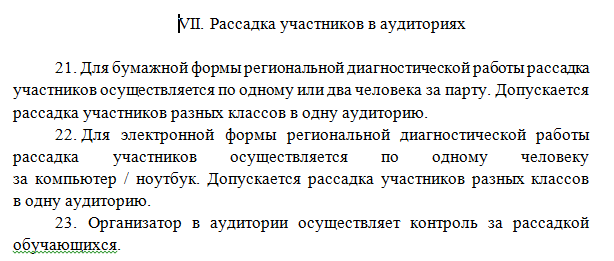 VII. Рассадка участников в аудиториях
21. Для бумажной формы региональной диагностической работы рассадка
участников осуществляется по одному или два человека за парту. Допускается
рассадка участников разных классов в одну аудиторию.
22. Для электронной формы региональной диагностической работы
рассадка участников осуществляется по одному человеку
за компьютер / ноутбук. Допускается рассадка участников разных классов
в одну аудиторию.
23. Организатор в аудитории осуществляет контроль за рассадкой
обучающихся.